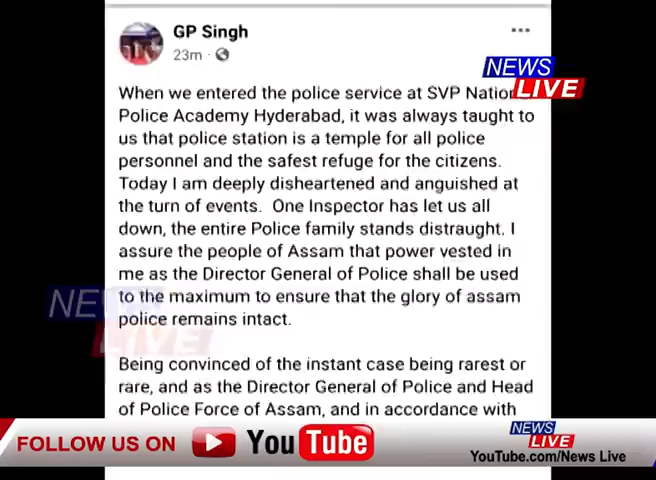 GP Singh
23m
NEWS
LIVE
When we entered the police service at SVP Nation
Police Academy Hyderabad, it was always taught to
us that police station is a temple for all police
personnel and the safest refuge for the citizens.
Today I am deeply disheartened and anguished at
the turn of events. One Inspector has let us all
down, the entire Police family stands distraught. I
assure the people of Assam that power vested in
me as the Director General of Police shall be used
to the maximum to ensure that the glory of assam
police remains intact.
NEWS
LIVE
Being convinced of the instant case being rarest or
rare, and as the Director General of Police and Head
of Police Force of Assam, and in accordance with
FOLLOW US ON YouTube
NEWS
LIVE
YouTube.com/News Live